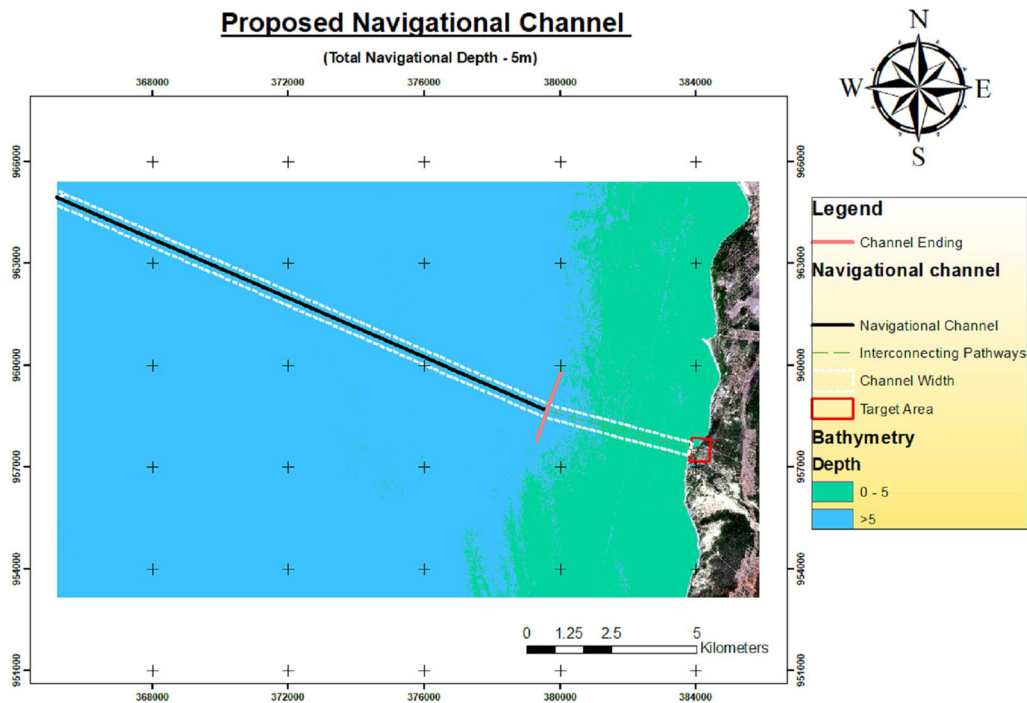 Proposed Navigational Channel
(Total Navigational Depth - 5m)
N
W E
S
368000 372000 376000 380000 384000
966000 966000
963000 963000
960000 960000
957000 957000
954000 954000
951000 951000
368000 372000 376000 380000 384000
0 1.25 2.5 5
Kilometers
Legend
Channel Ending
Navigational channel
Navigational Channel
Interconnecting Pathways
Channel Width
Target Area
Bathymetry
Depth
0 - 5
>5